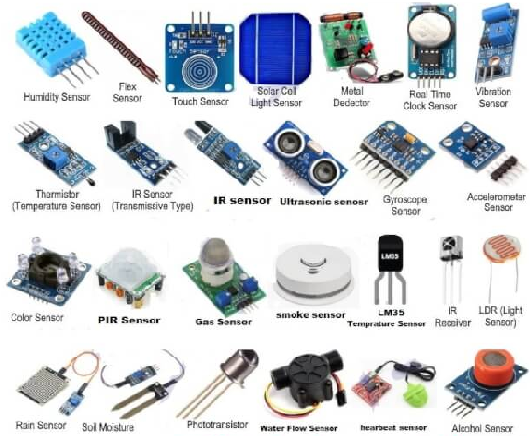 Humidity Sensor
Flex
Sensor
Touch Sensor
Solar Coil
Light Sensor
Metal
Dedector
Real Time
Clock Sensor
Vibration
Sensor
Thermistor
(Temperature Sensor)
IR Sensor
(Transmissive Type)
IR sensor
Ultrasonic sensor
Gyroscope
Sensor
Accelerometer
Sensor
Color Sensor
PIR Sensor
Gas Sensor
smoke sensor
LM35
LM35
Temprature Sensor
IR
Receiver
LDR (Light
Sensor)
Rain Sensor
Soil Moisture
Phototransistor
Water Flow Sensor
hearbeat sensor
Alcohol Sensor